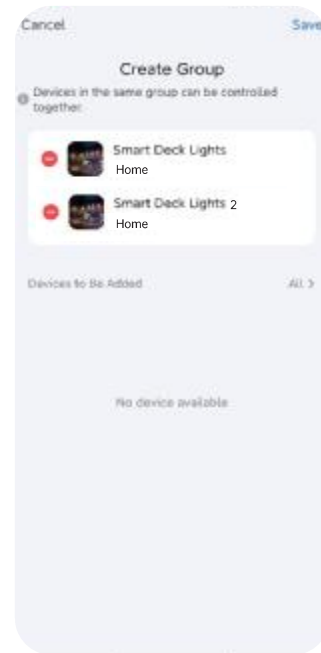 Cancel Save
Create Group
Devices in the same group can be controlled
together.
Smart Deck Lights
Home
Smart Deck Lights 2
Home
Devices to Be Added All >
No device available